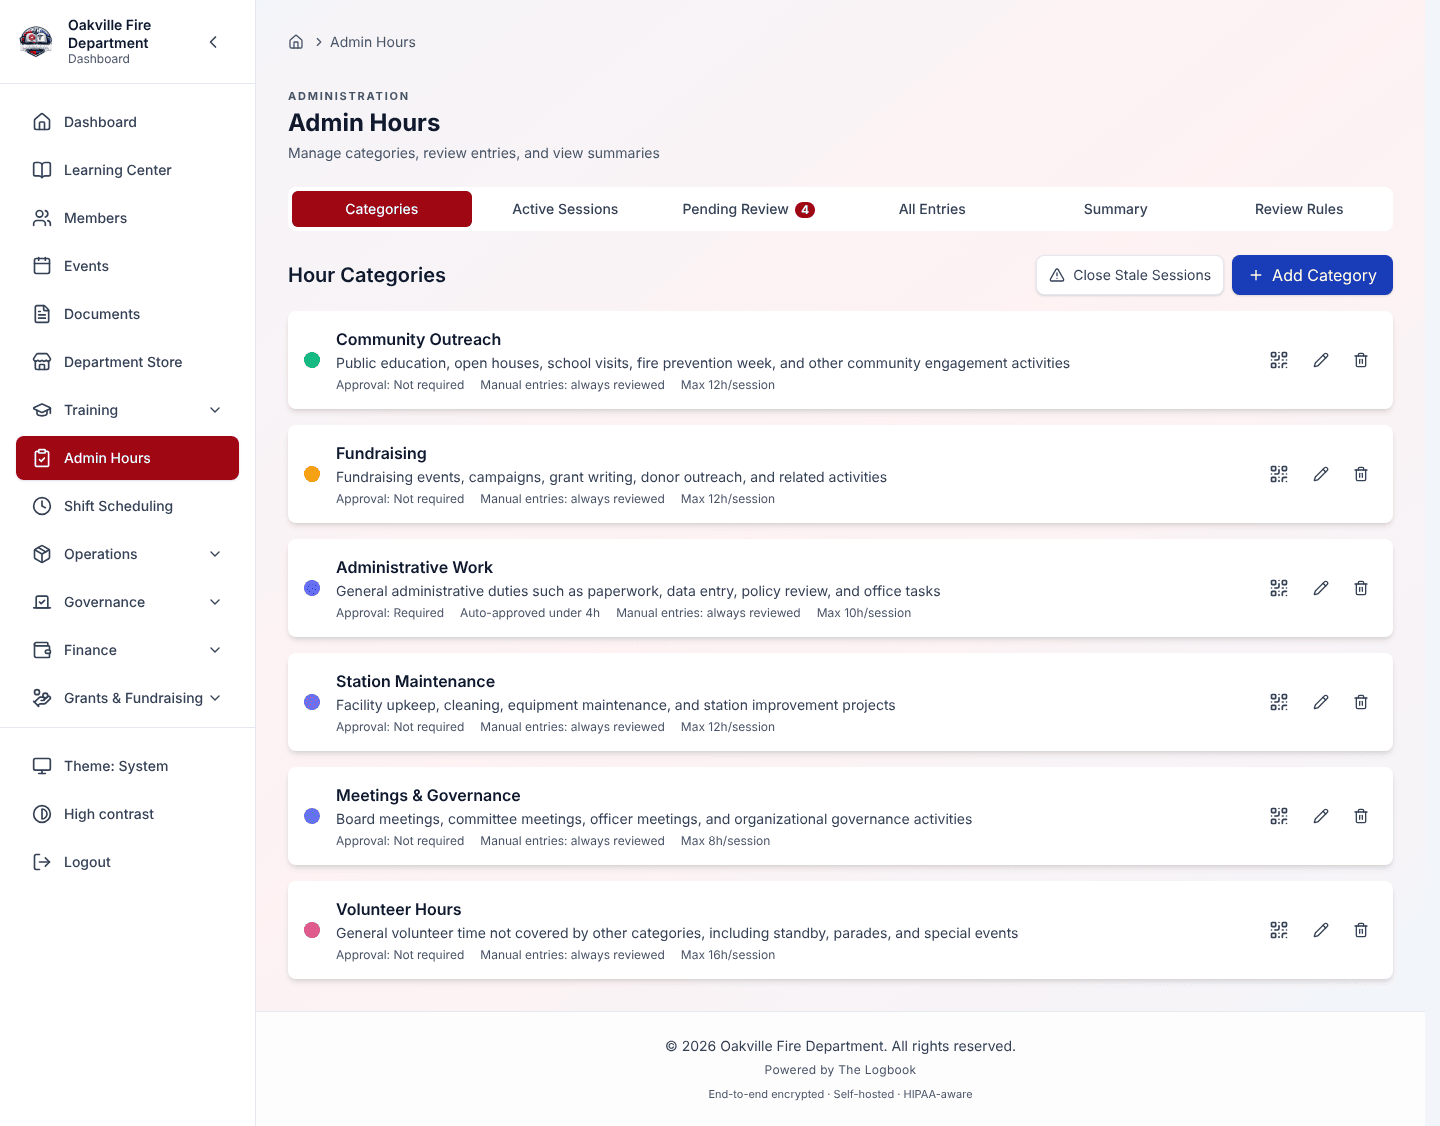 Oakville Fire
Department
Dashboard
Dashboard
Learning Center
Members
Events
Documents
Department Store
Training
Admin Hours
Shift Scheduling
Operations
Governance
Finance
Grants & Fundraising
Theme: System
High contrast
Logout
Admin Hours
ADMINISTRATION
Admin Hours
Manage categories, review entries, and view summaries
Categories
Active Sessions
Pending Review 4
All Entries
Summary
Review Rules
Hour Categories
Close Stale Sessions
Add Category
Community Outreach
Public education, open houses, school visits, fire prevention week, and other community engagement activities
Approval: Not required Manual entries: always reviewed Max 12h/session
Fundraising
Fundraising events, campaigns, grant writing, donor outreach, and related activities
Approval: Not required Manual entries: always reviewed Max 12h/session
Administrative Work
General administrative duties such as paperwork, data entry, policy review, and office tasks
Approval: Required Auto-approved under 4h Manual entries: always reviewed Max 10h/session
Station Maintenance
Facility upkeep, cleaning, equipment maintenance, and station improvement projects
Approval: Not required Manual entries: always reviewed Max 12h/session
Meetings & Governance
Board meetings, committee meetings, officer meetings, and organizational governance activities
Approval: Not required Manual entries: always reviewed Max 8h/session
Volunteer Hours
General volunteer time not covered by other categories, including standby, parades, and special events
Approval: Not required Manual entries: always reviewed Max 16h/session
© 2026 Oakville Fire Department. All rights reserved.
Powered by The Logbook
End-to-end encrypted · Self-hosted · HIPAA-aware